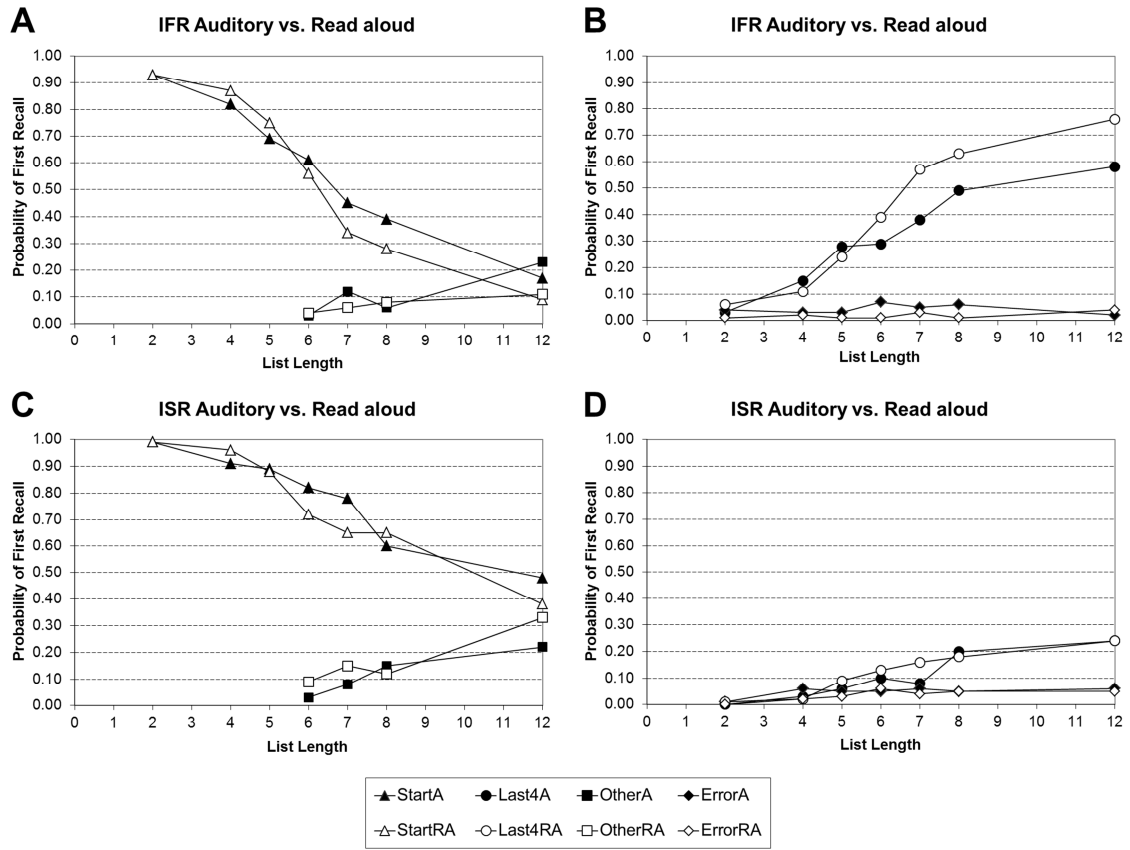 A
IFR Auditory vs. Read aloud
Probability of First Recall
1.00
0.90
0.80
0.70
0.60
0.50
0.40
0.30
0.20
0.10
0.00
0 1 2 3 4 5 6 7 8 9 10 11 12
List Length
B
IFR Auditory vs. Read aloud
Probability of First Recall
1.00
0.90
0.80
0.70
0.60
0.50
0.40
0.30
0.20
0.10
0.00
0 1 2 3 4 5 6 7 8 9 10 11 12
List Length
C
ISR Auditory vs. Read aloud
Probability of First Recall
1.00
0.90
0.80
0.70
0.60
0.50
0.40
0.30
0.20
0.10
0.00
0 1 2 3 4 5 6 7 8 9 10 11 12
List Length
D
ISR Auditory vs. Read aloud
Probability of First Recall
1.00
0.90
0.80
0.70
0.60
0.50
0.40
0.30
0.20
0.10
0.00
0 1 2 3 4 5 6 7 8 9 10 11 12
List Length
StartA Last4A OtherA ErrorA
StartRA Last4RA OtherRA ErrorRA